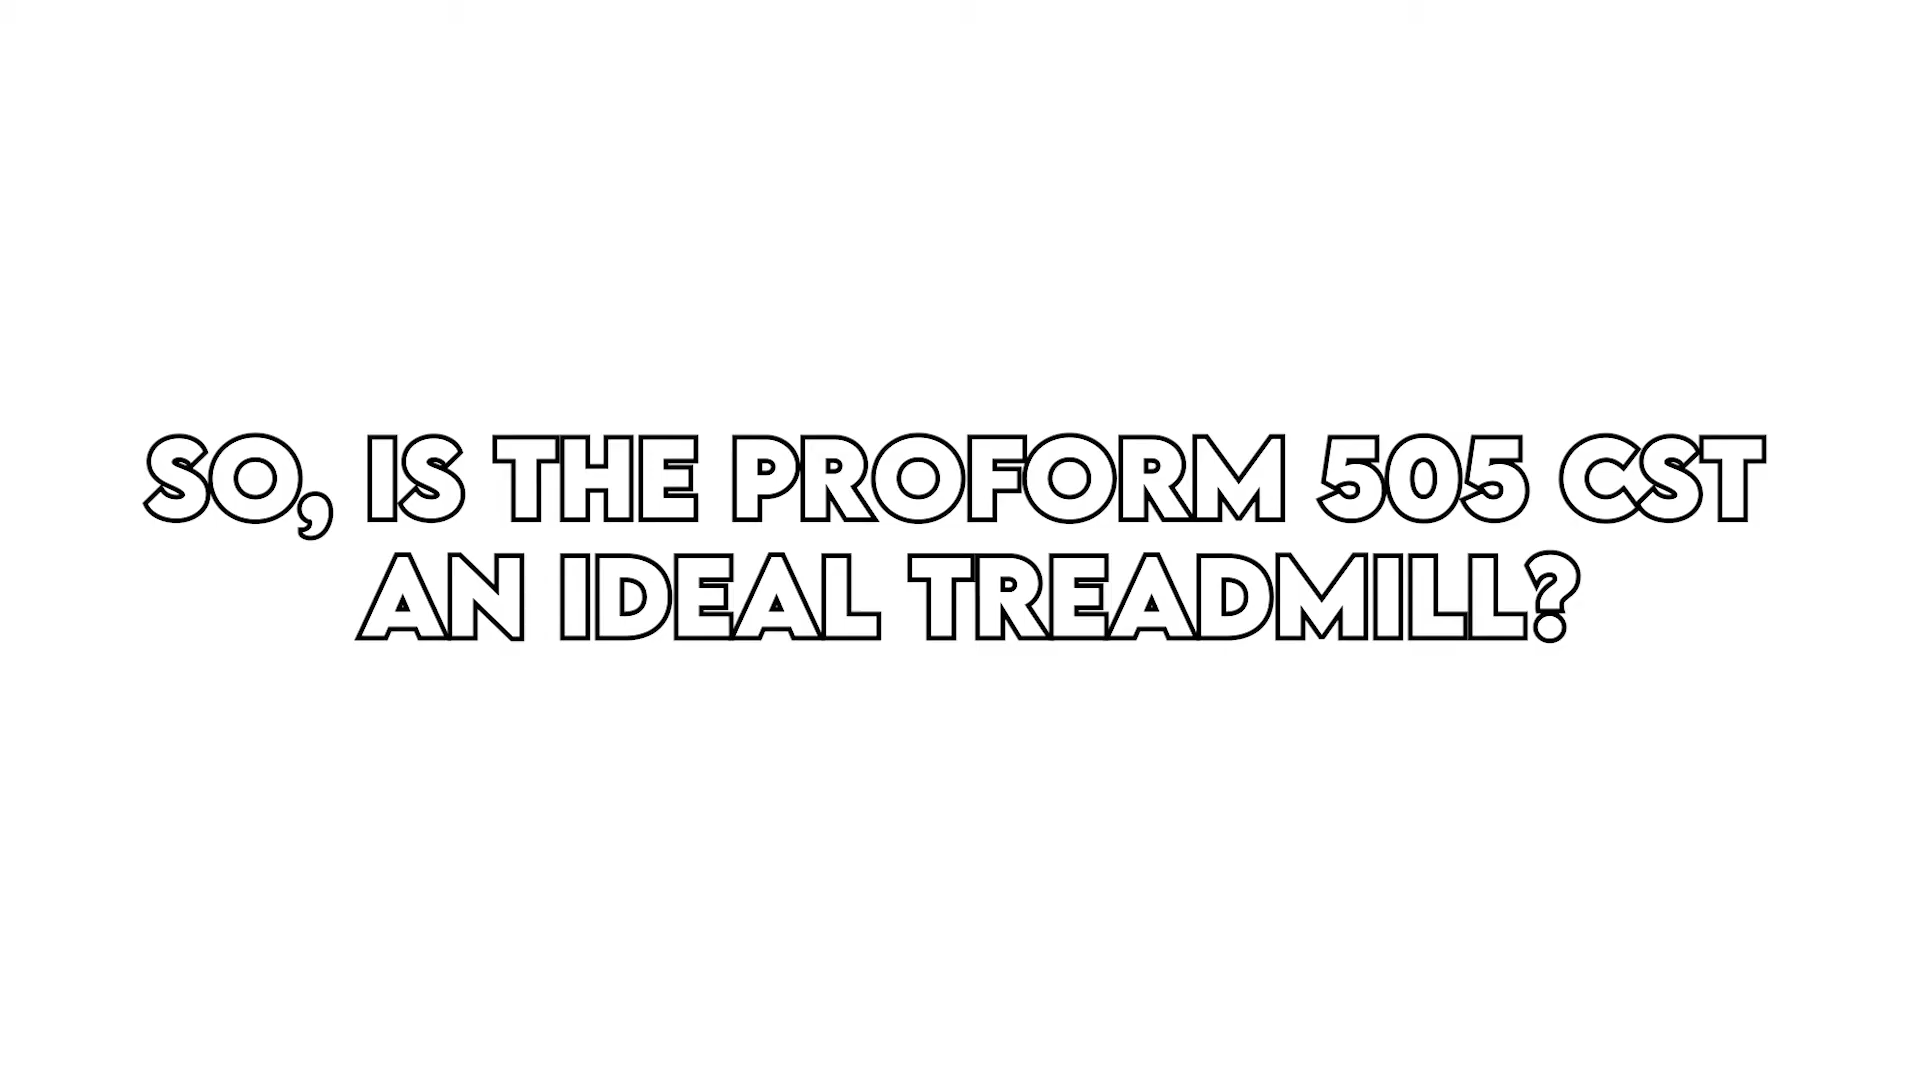 SO, IS THE PROFORM 505 CST
AN IDEAL TREADMILL?